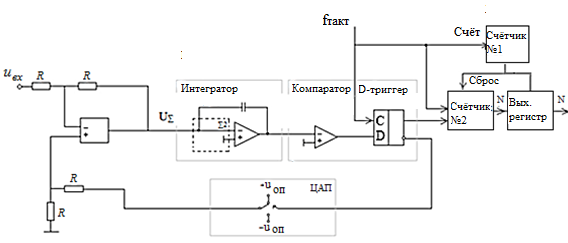 fтакт
Счёт
Счётчик
№1
Сброс
Интегратор
Компаратор
D-триггер
uвх
R
R
UΣ
Σ
C
D
Счётчик
№2
N
Вых.
регистр
N
R
R
-uоп
ЦАП
-uоп